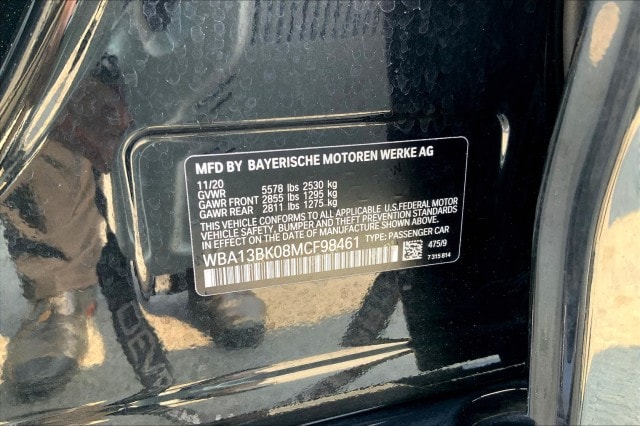 MFD BY BAYERISCHE MOTOREN WERKE AG
11/20
GVWR 5578 lbs 2530 kg
GAWR FRONT 2855 lbs 1295 kg
GAWR REAR 2811 lbs 1275 kg
THIS VEHICLE CONFORMS TO ALL APPLICABLE U.S. FEDERAL MOTOR
VEHICLE SAFETY, BUMPER AND THEFT PREVENTION STANDARDS
IN EFFECT ON THE DATE OF MANUFACTURE SHOWN ABOVE.
WBA13BK08MCF98461 TYPE: PASSENGER CAR
475/9
7 315 614